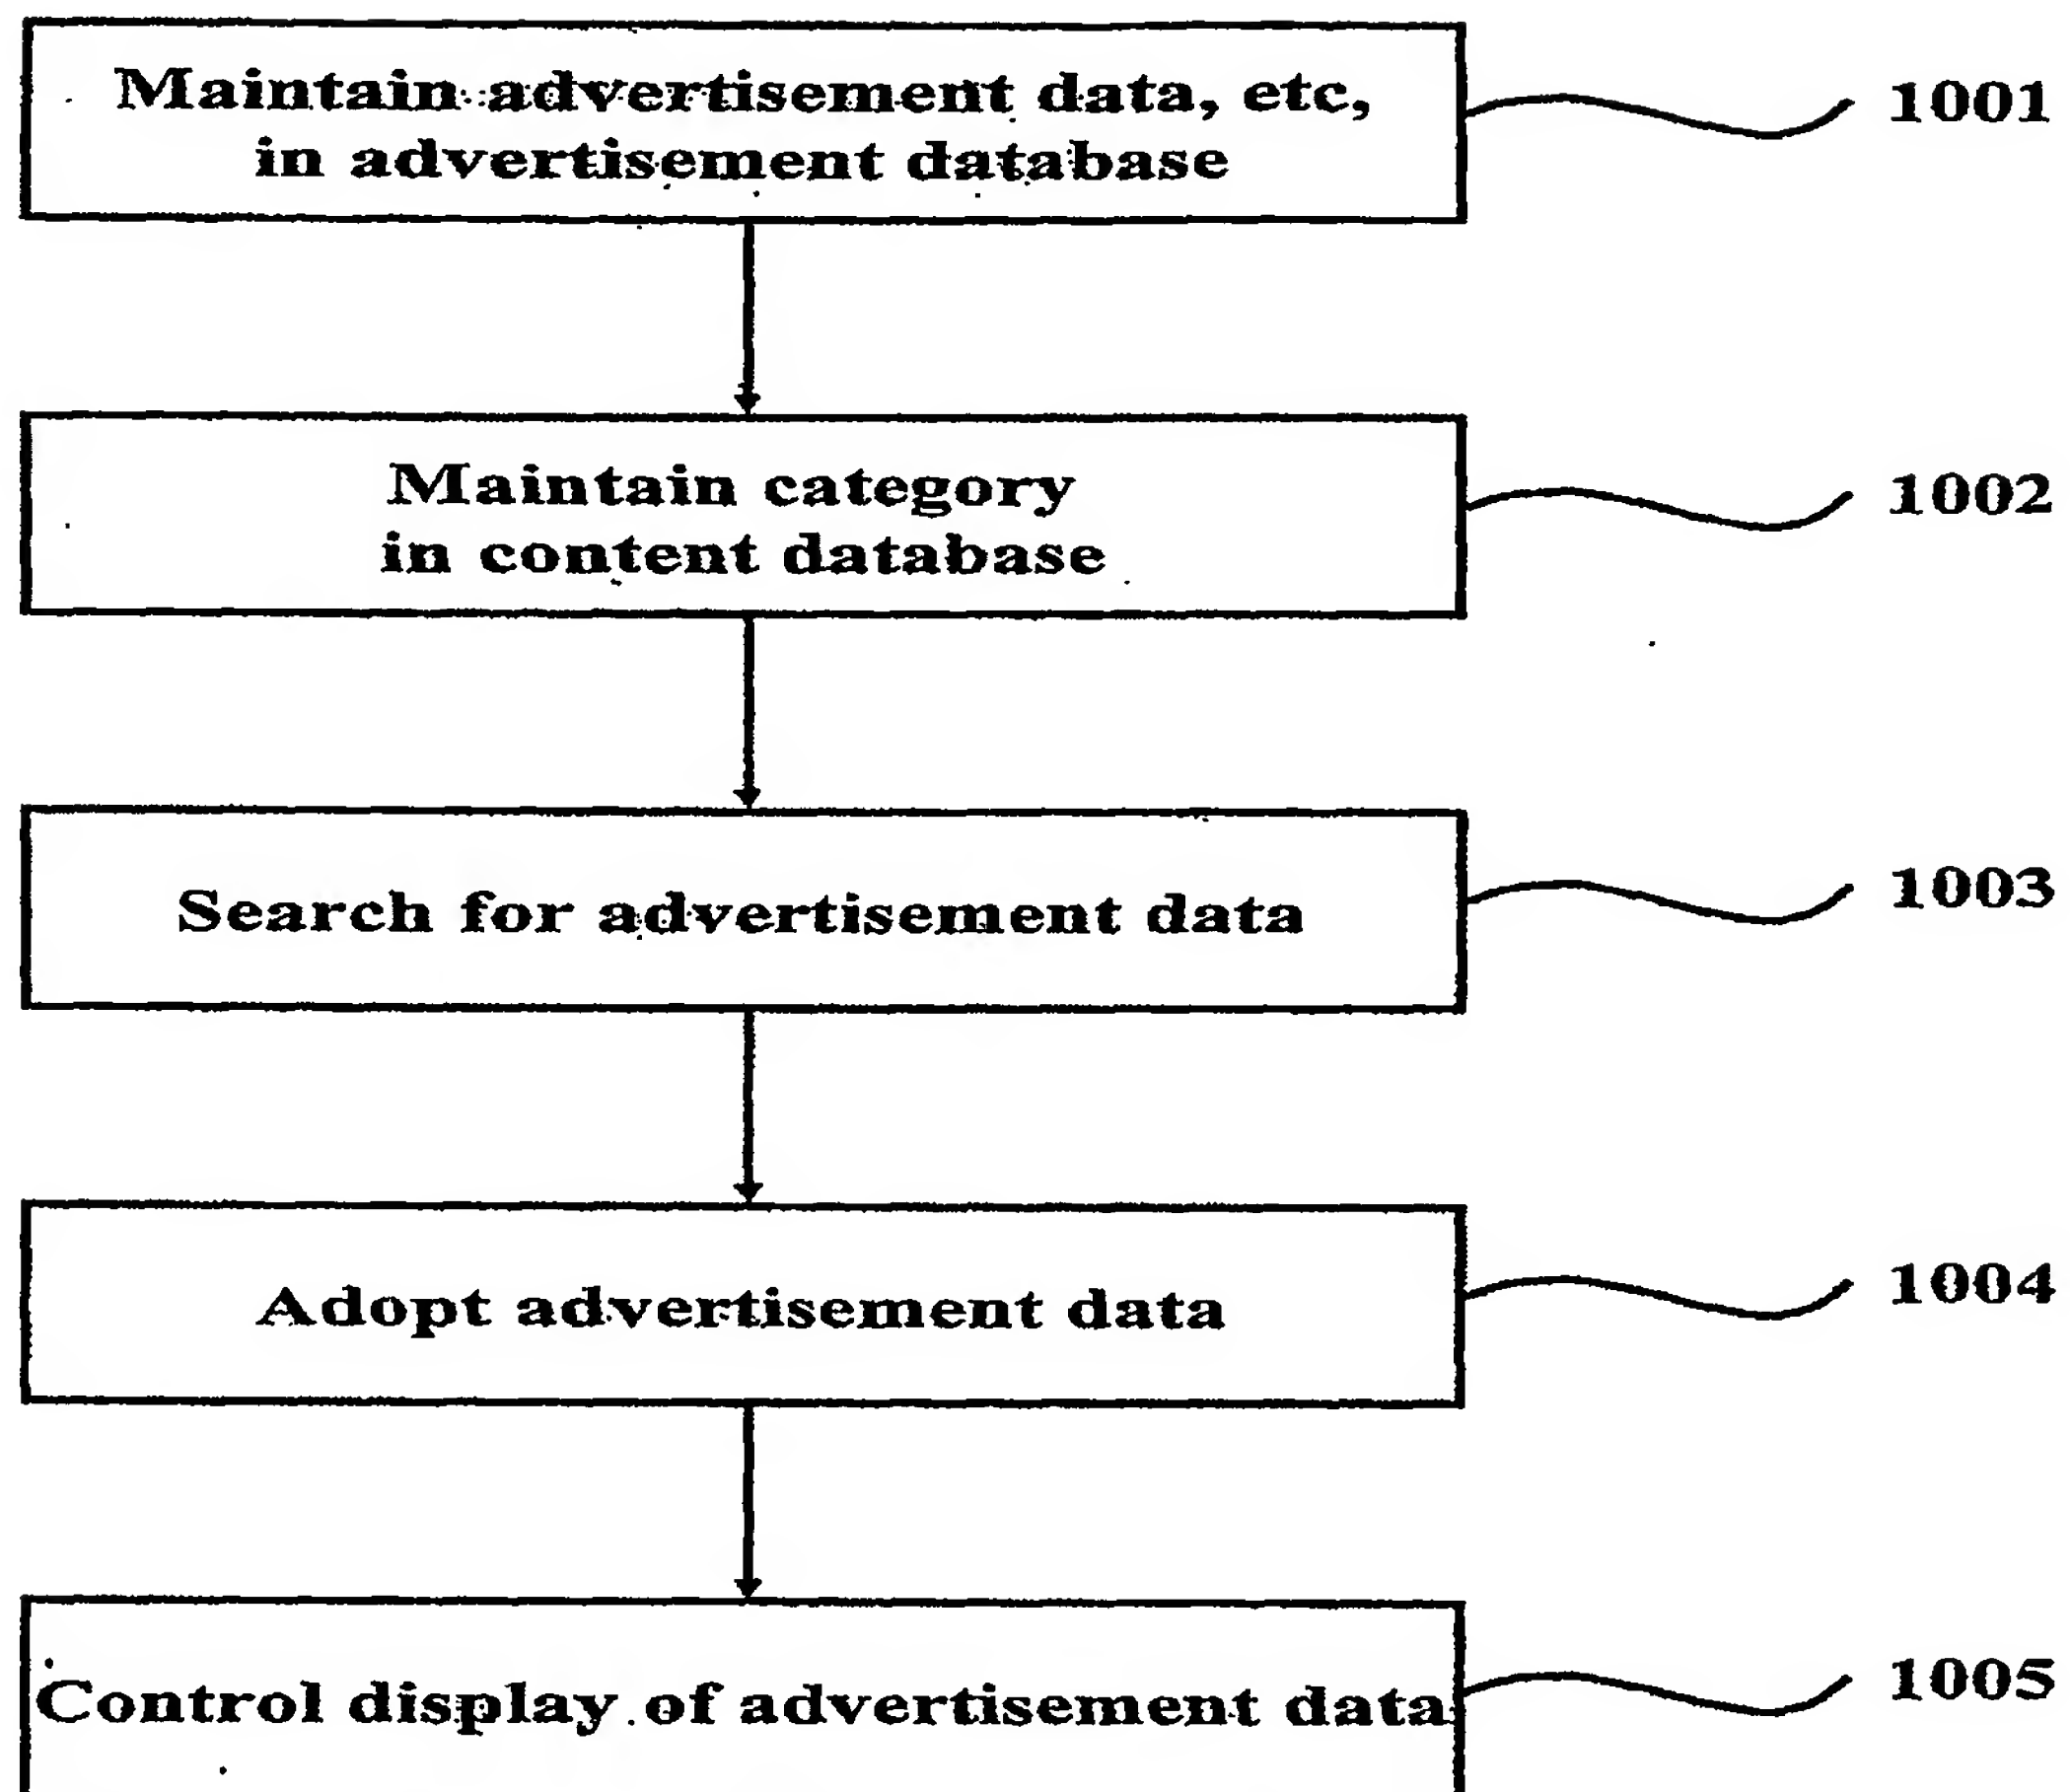 Maintain advertisement data, etc, 
in advertisement database
1001
Maintain category
in content database
1002
Search for advertisement data
1003
Adopt advertisement data
1004
Control display of advertisement data
1005